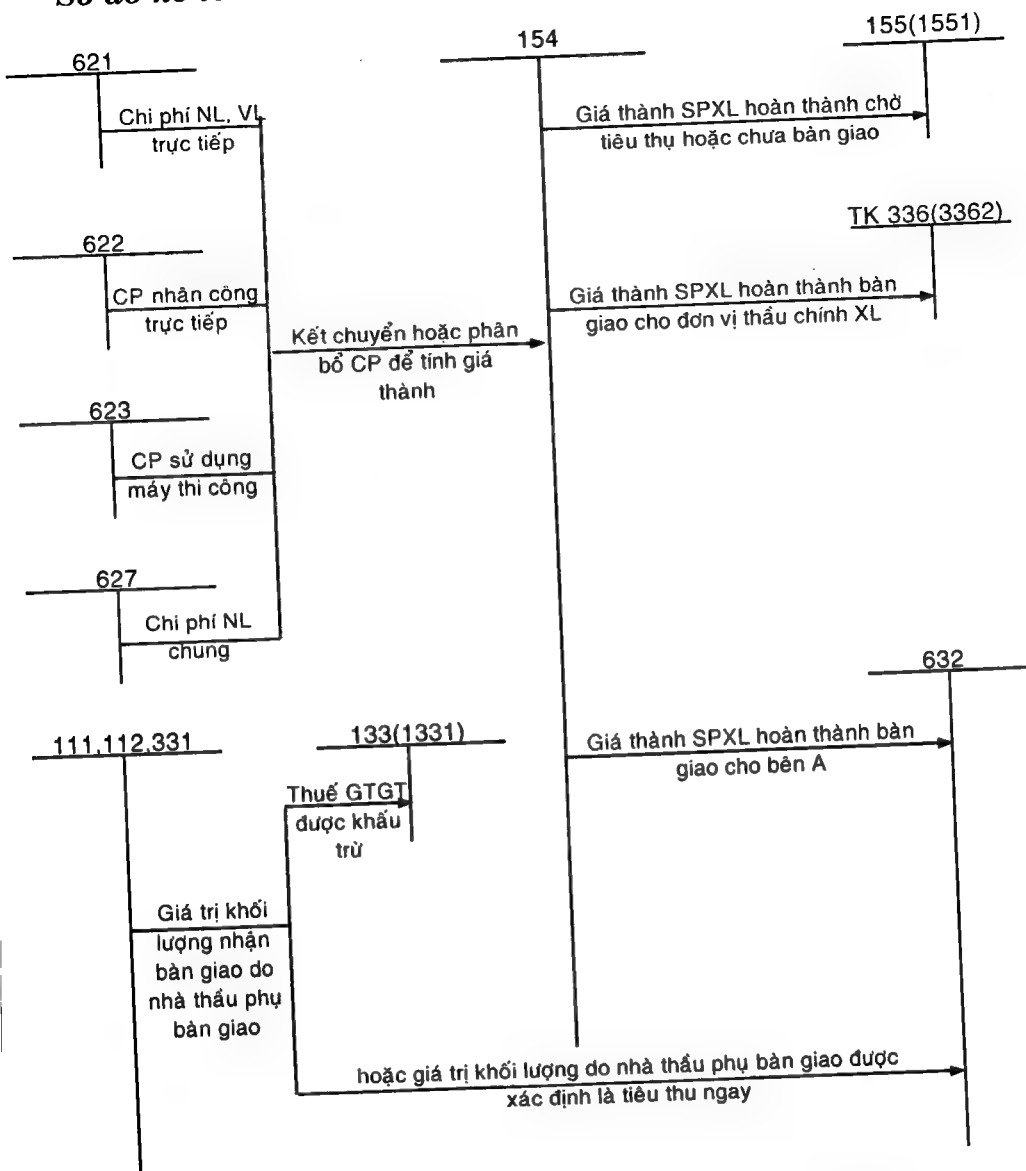 621
Chi phí NL, VL
trực tiếp
622
CP nhân công
trực tiếp
623
CP sử dụng
máy thi công
627
Chi phí NL
chung
Kết chuyển hoặc phân
bổ CP để tính giá
thành
154
155(1551)
Giá thành SPXL hoàn thành chờ
tiêu thụ hoặc chưa bàn giao
TK 336(3362)
Giá thành SPXL hoàn thành bàn
giao cho đơn vị thầu chính XL
632
Giá thành SPXL hoàn thành bàn
giao cho bên A
111,112,331
133(1331)
Thuế GTGT
được khấu
trừ
Giá trị khối
lượng nhận
bàn giao do
nhà thầu phụ
bàn giao
hoặc giá trị khối lượng do nhà thầu phụ bàn giao được
xác định là tiêu thu ngay